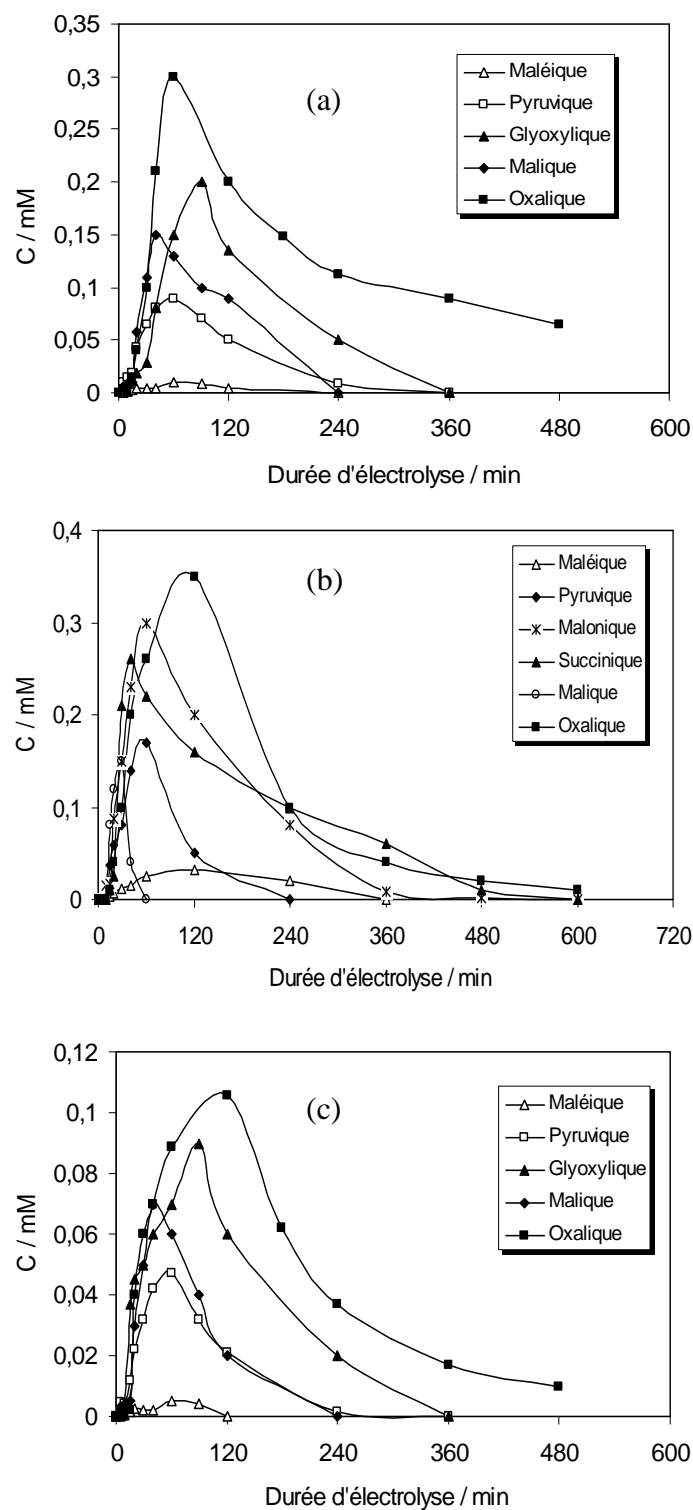 0,35
0,3
0,25
0,2
0,15
0,1
0,05
0
C / mM
(a)
Maléique
Pyruvique
Glyoxylique
Malique
Oxalique
0 120 240 360 480 600
Durée d'électrolyse / min
0,4
0,3
0,2
0,1
0
C / mM
(b)
Maléique
Pyruvique
Malonique
Succinique
Malique
Oxalique
0 120 240 360 480 600 720
Durée d'électrolyse / min
0,12
0,1
0,08
0,06
0,04
0,02
0
C / mM
(c)
Maléique
Pyruvique
Glyoxylique
Malique
Oxalique
0 120 240 360 480 600
Durée d'électrolyse / min